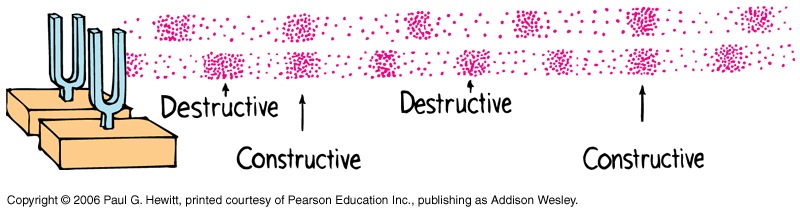 Destructive
Destructive
Constructive
Constructive
Copyright © 2006 Paul G. Hewitt, printed courtesy of Pearson Education Inc., publishing as Addison Wesley.